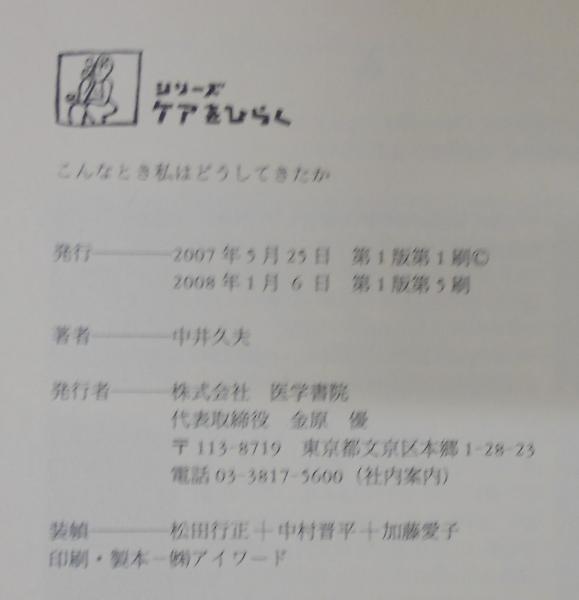 シリーズ
ケアをひらく
こんなとき私はどうしてきたか
発行―――2007年5月25日　第1版第1刷©
2008年1月 6 日　第1版第5刷
著者―――中井久夫
発行者――株式会社　医学書院
代表取締役　金原　優
〒113-8719　東京都文京区本郷1-28-23
電話 03-3817-5600（社内案内）
装幀―――松田行正＋中村晋平＋加藤愛子
印刷・製本―㈱アイワード